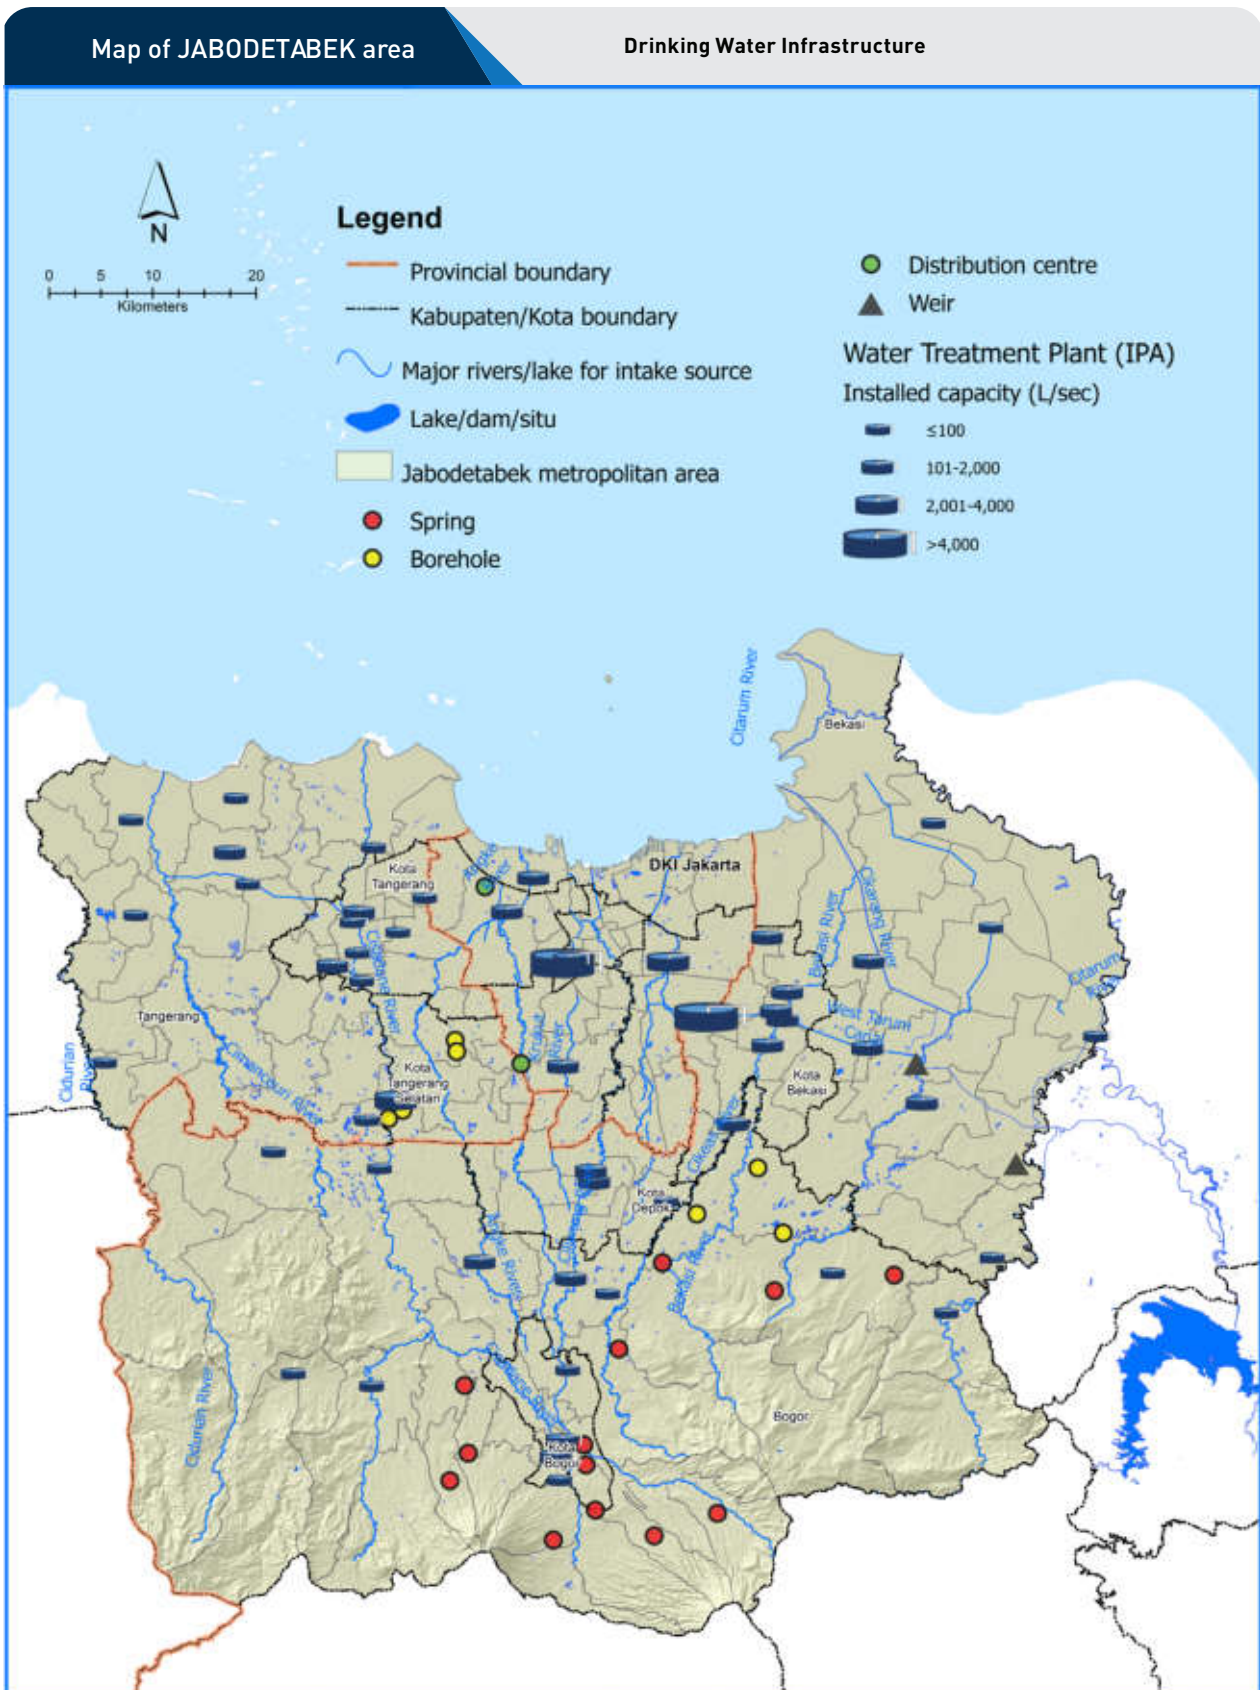 Map of JABODETABEK area
Drinking Water Infrastructure
N
0 5 10 20
Kilometers
Legend
Provincial boundary
Kabupaten/Kota boundary
Major rivers/lake for intake source
Lake/dam/situ
Jabodetabek metropolitan area
Spring
Borehole
Distribution centre
Weir
Water Treatment Plant (IPA)
Installed capacity (L/sec)
≤100
101-2,000
2,001-4,000
>4,000
Citarum River
Bekasi
DKI Jakarta
Kota
Tangerang
Angke
River
Cisadane River
Bekasi River
Cikarang River
Citarum
West Tarum
Canal
Tangerang
Cidurian
River
Cimanceuri River
Krukut
River
Kota
Tangerang
Selatan
Kota
Bekasi
Cikeas River
Kota
Depok
Angke River
Bekasi River
Cisadane River
Cidurian River
Kota
Bogor
Bogor